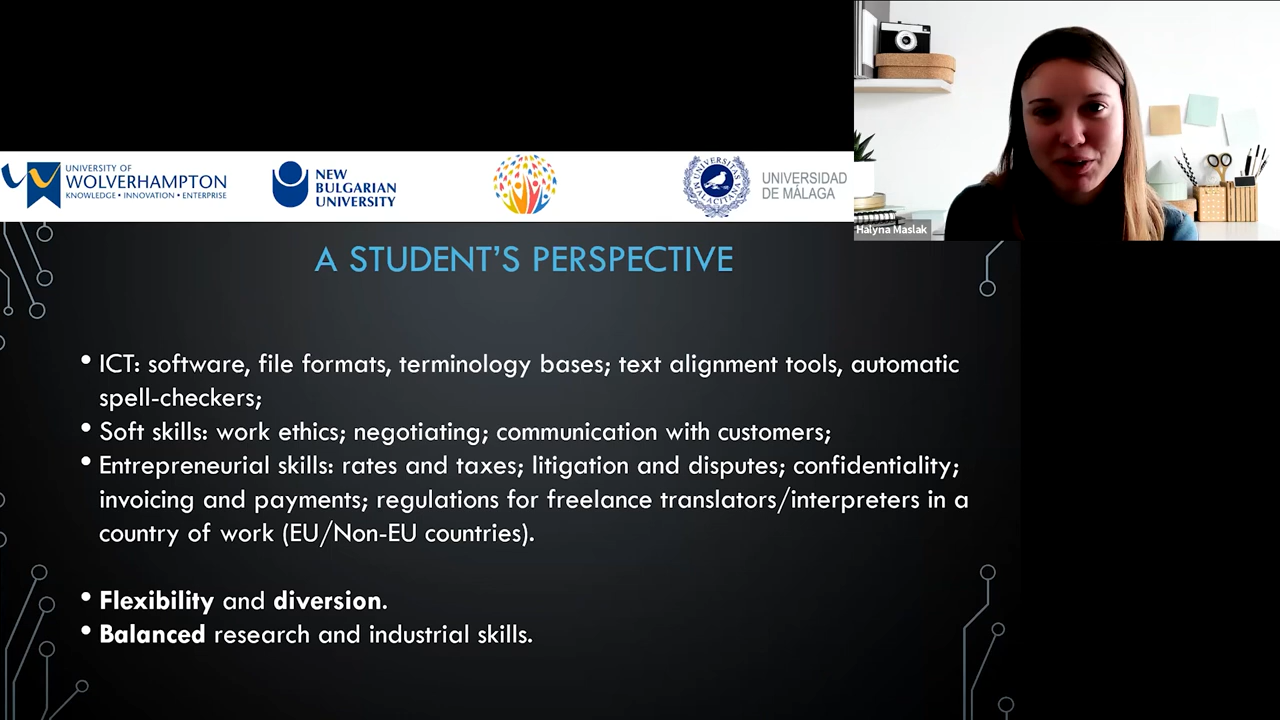 UNIVERSITY OF
WOLVERHAMPTON
KNOWLEDGE • INNOVATION • ENTERPRISE
NEW
BULGARIAN
UNIVERSITY
UNIVERSIDAD
DE MÁLAGA
Halyna Maslak
A STUDENT’S PERSPECTIVE
• ICT: software, file formats, terminology bases; text alignment tools, automatic
spell-checkers;
• Soft skills: work ethics; negotiating; communication with customers;
• Entrepreneurial skills: rates and taxes; litigation and disputes; confidentiality;
invoicing and payments; regulations for freelance translators/interpreters in a
country of work (EU/Non-EU countries).
• Flexibility and diversion.
• Balanced research and industrial skills.